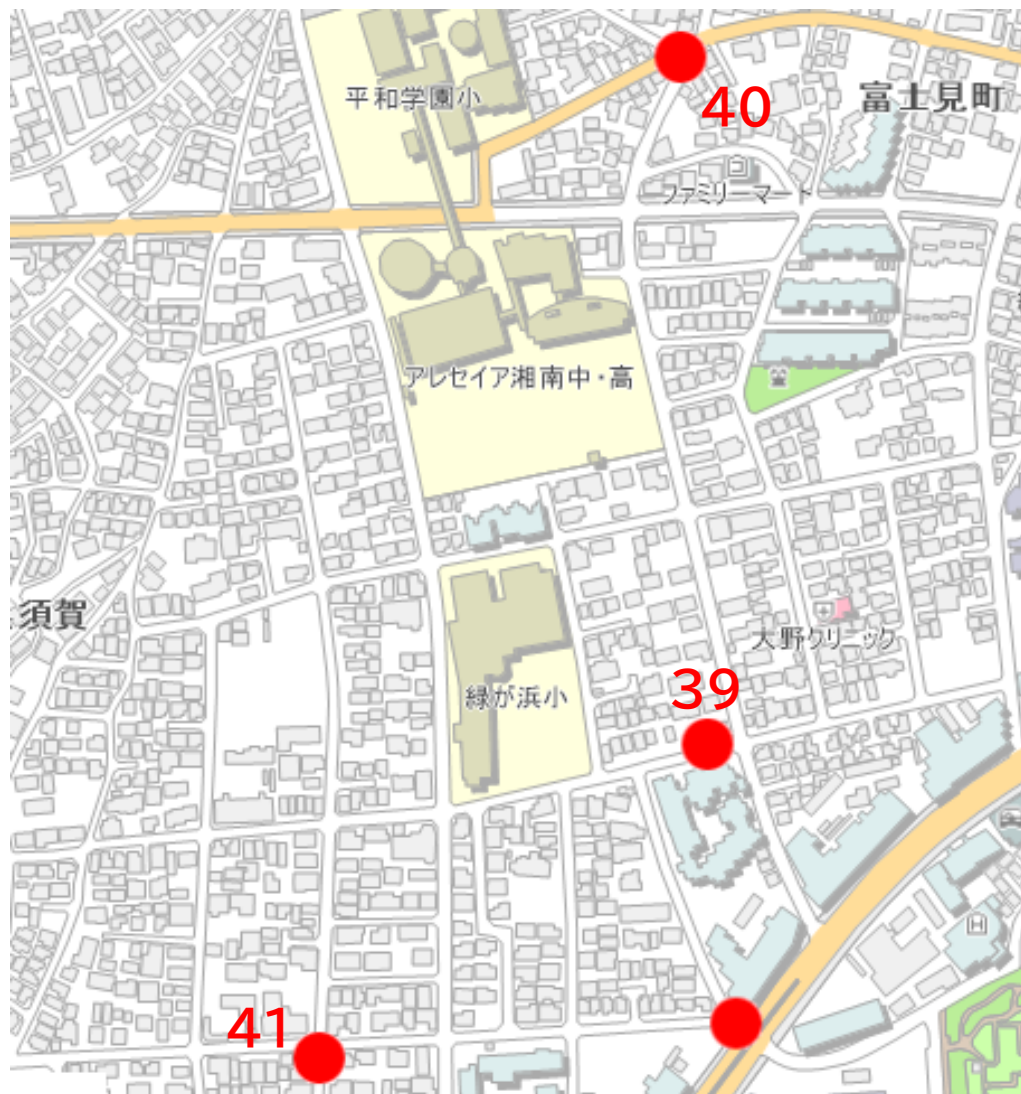 平和学園小
40
富士見町
ファミリーマート
アレセイア湘南中・高
須賀
大野クリニック
39
緑が浜小
H
41